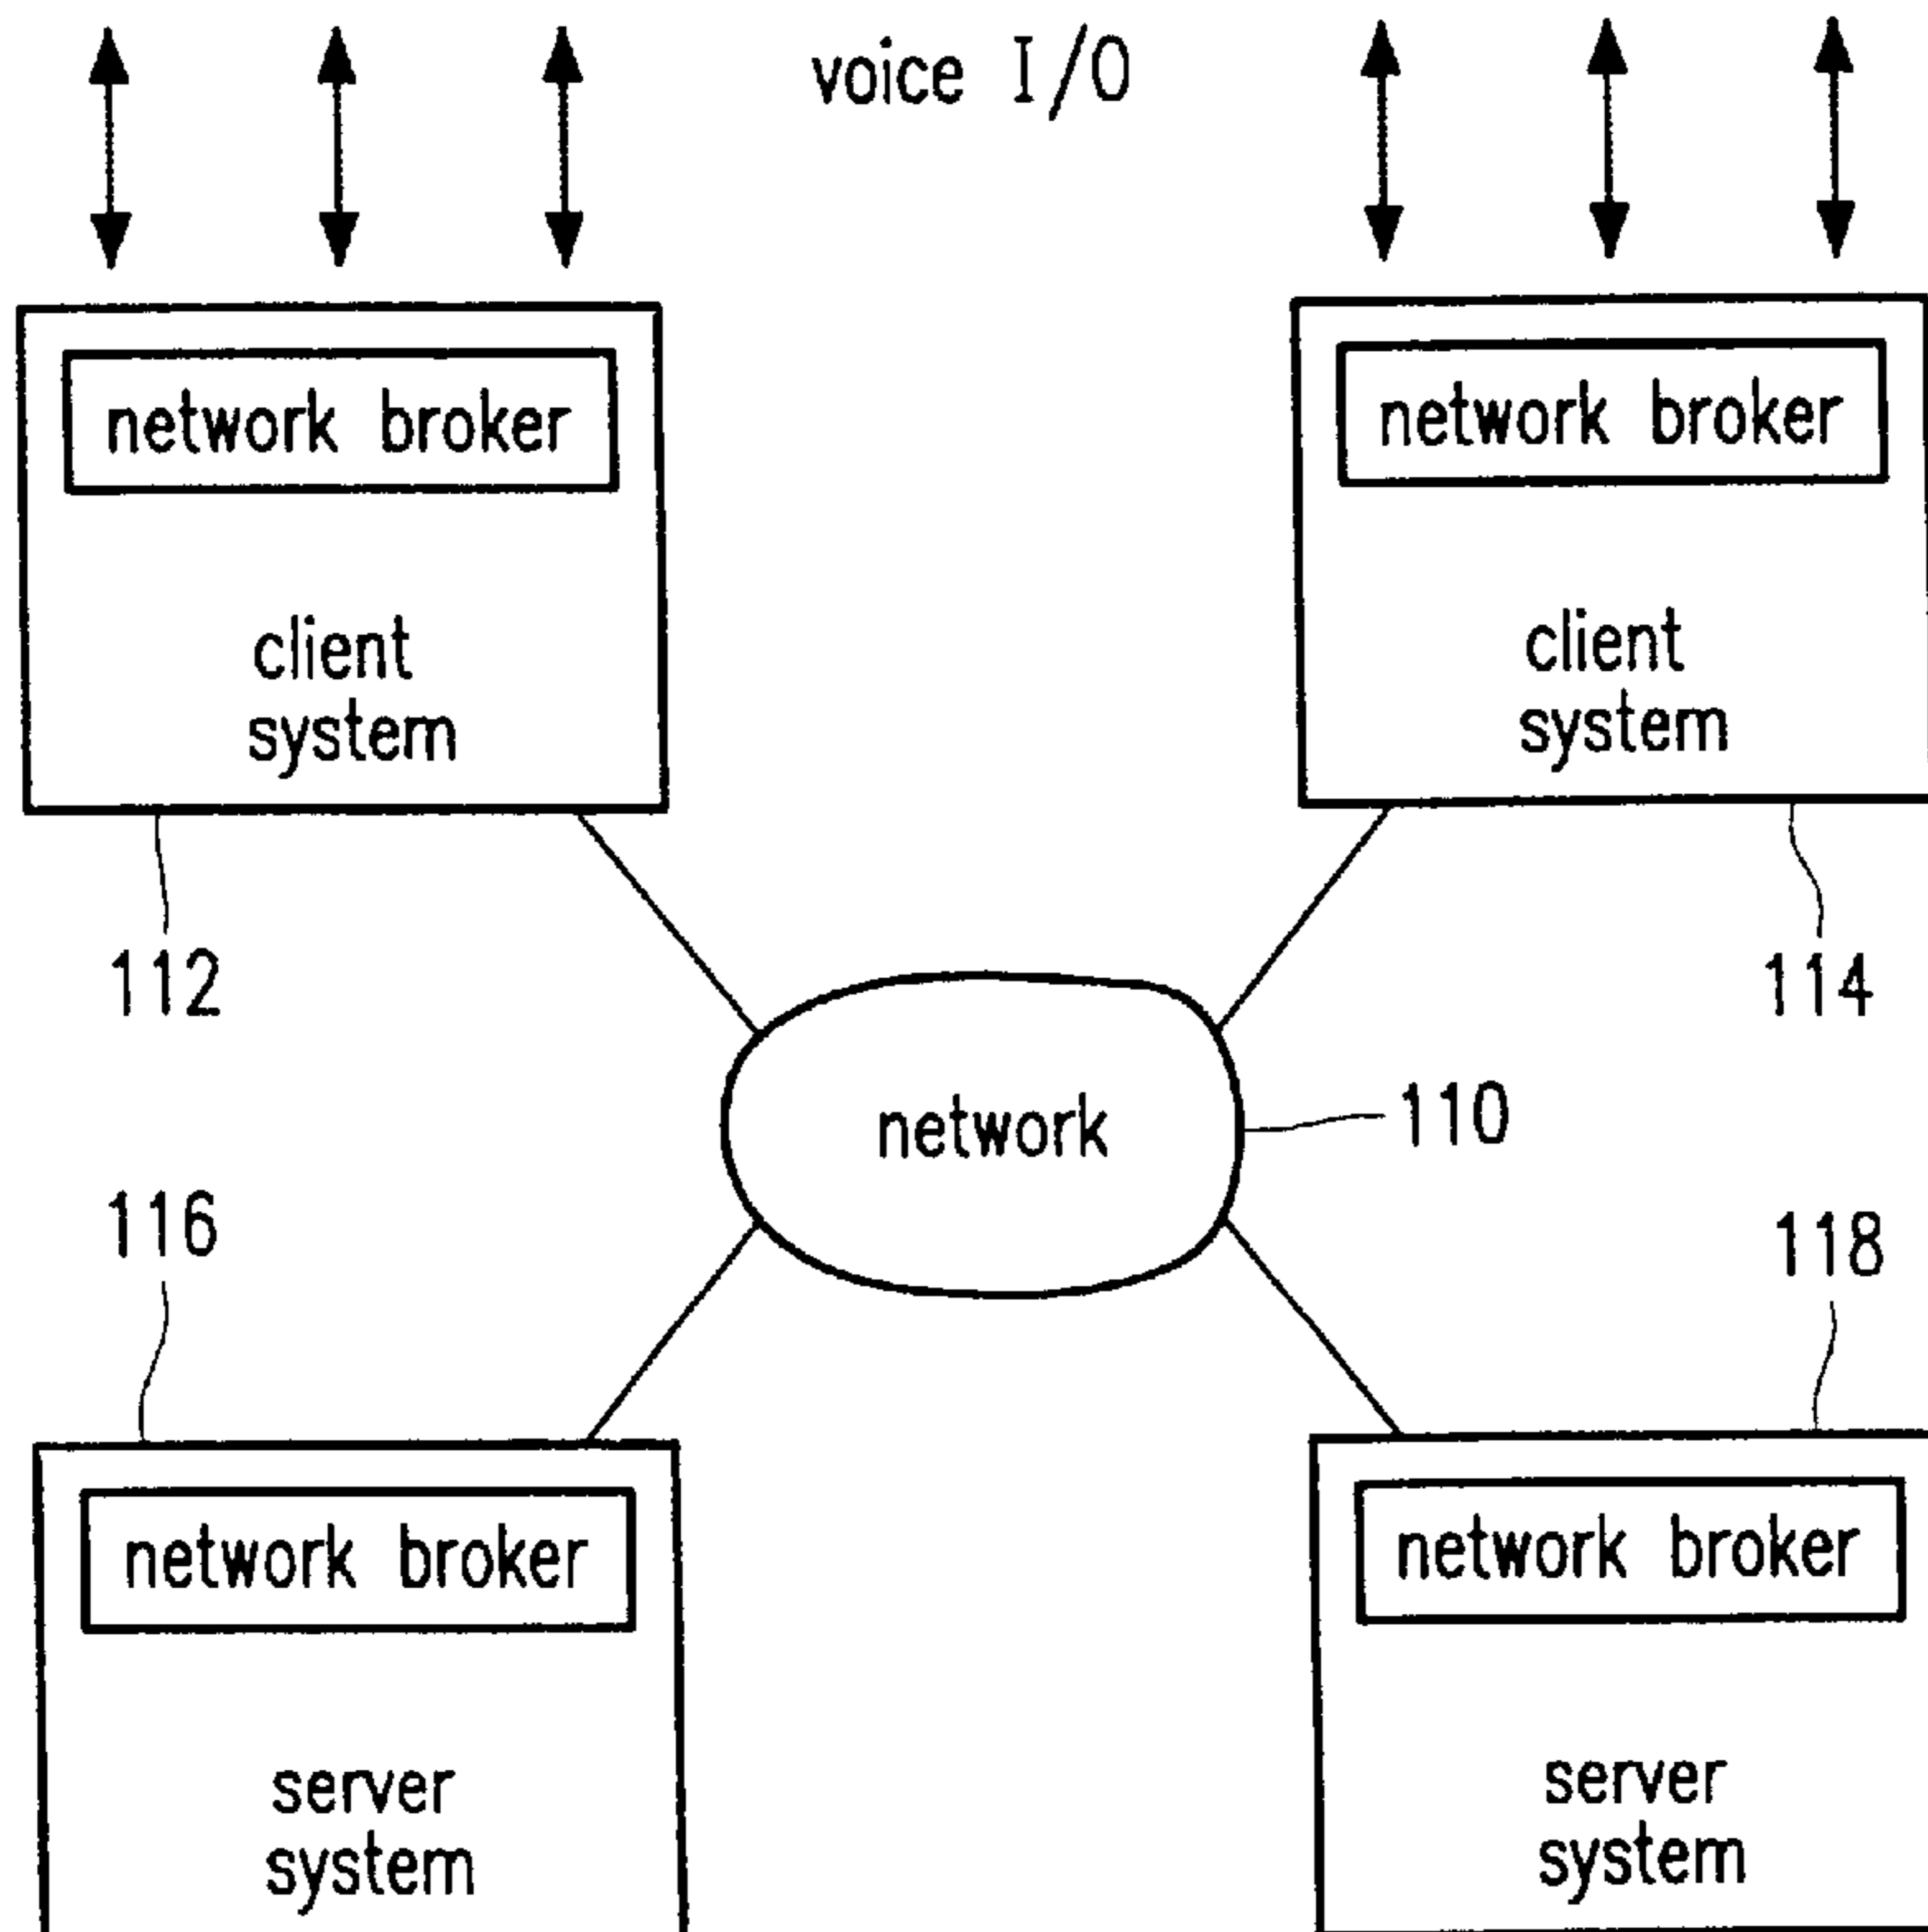 voice I/O
network broker
network broker
client
system
client
system
112
114
network
110
116
118
network broker
network broker
server
system
server
system